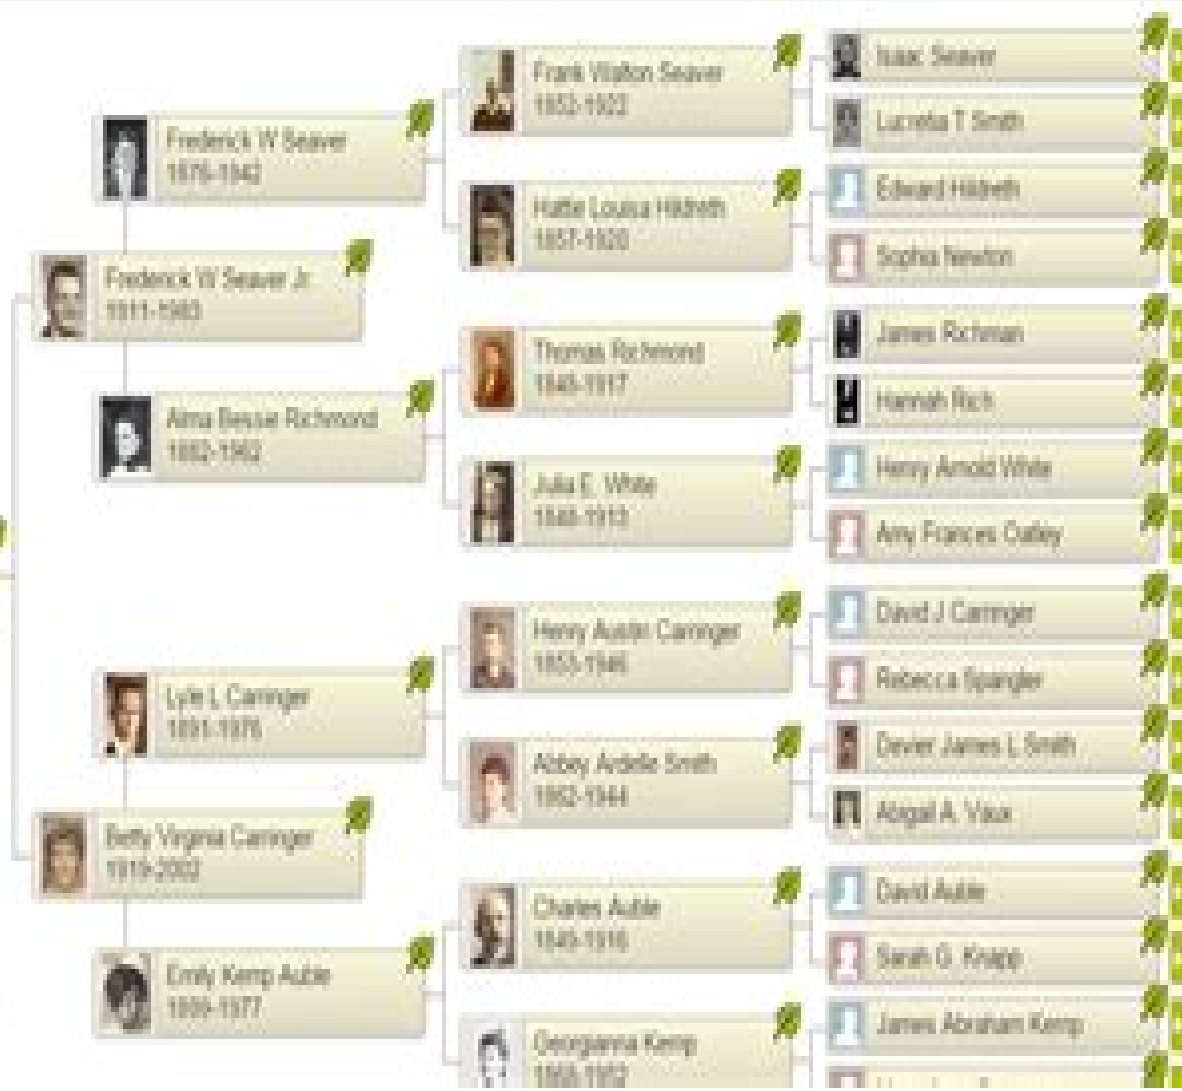 Isaac Seaver
Frank Walton Seaver
1852-1922
Lucretia T Smith
Frederick W Seaver
1876-1942
Edward Hildreth
Hattie Louisa Hildreth
1857-1920
Sophia Newton
Frederick W Seaver Jr.
1911-1983
James Richman
Thomas Richmond
1848-1917
Hannah Rich
Alma Bessie Richmond
1882-1962
Henry Arnold White
Julia E. White
1848-1913
Amy Frances Oatley
David J Carringer
Henry Austin Carringer
1853-1946
Rebecca Spangler
Lyle L Carringer
1891-1976
Devier James L Smith
Abbey Ardelle Smith
1862-1944
Abigail A. Vaux
Betty Virginia Carringer
1919-2002
David Auble
Charles Auble
1849-1916
Sarah G. Knapp
Emily Kemp Auble
1899-1977
James Abraham Kemp
Georgianna Kemp
1868-1952